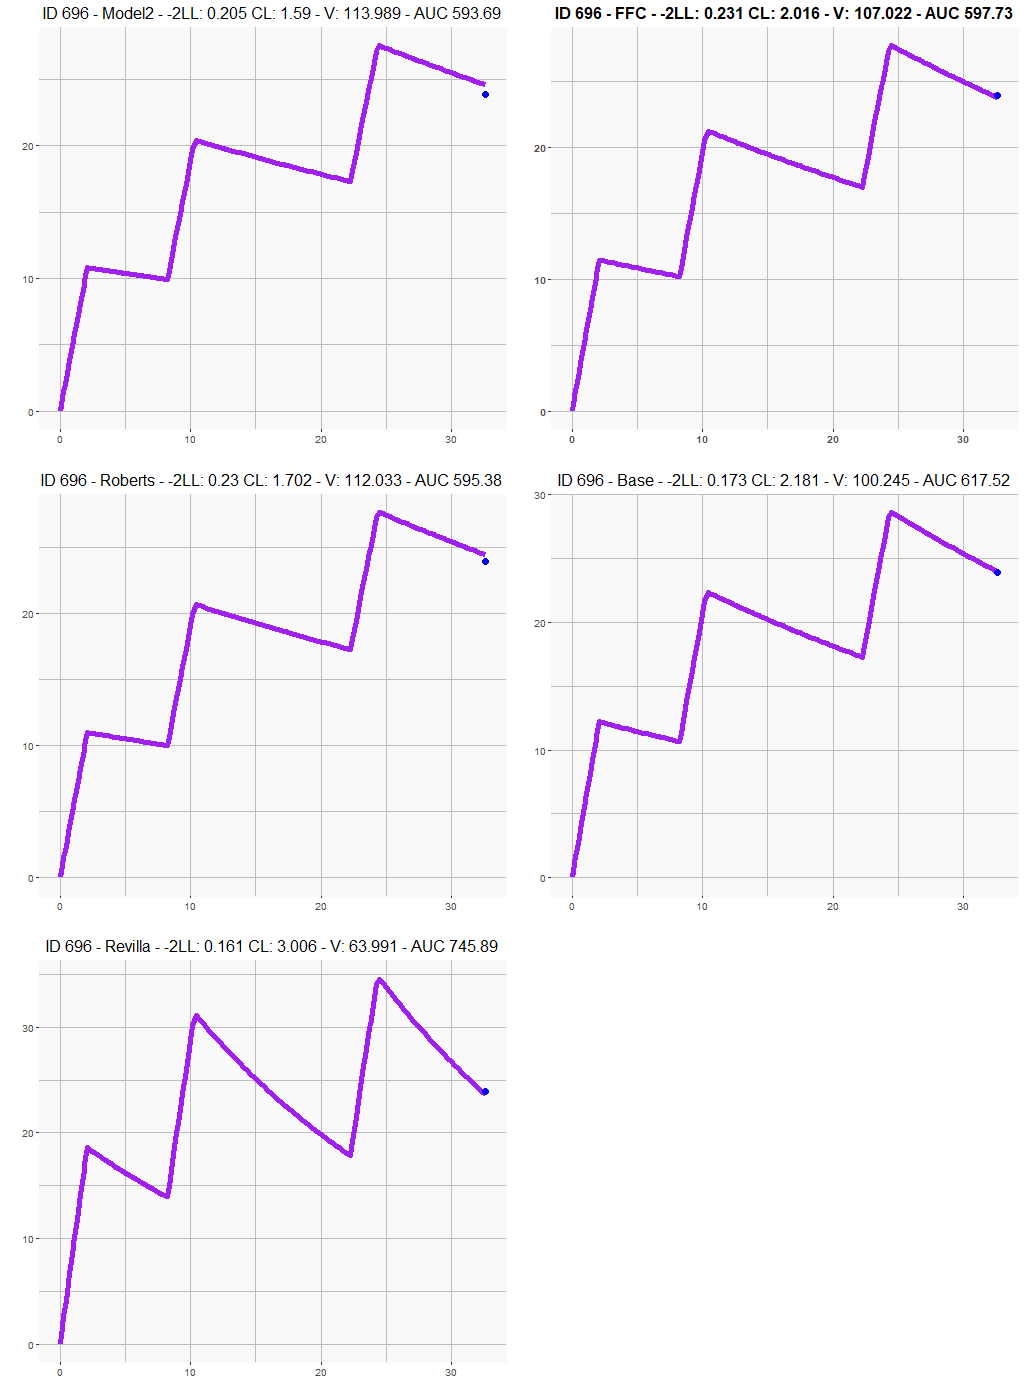 ID 696 - Model2 - -2LL: 0.205 CL: 1.59 - V: 113.989 - AUC 593.69
20
10
0
0 10 20 30
ID 696 - FFC - -2LL: 0.231 CL: 2.016 - V: 107.022 - AUC 597.73
20
10
0
0 10 20 30
ID 696 - Roberts - -2LL: 0.23 CL: 1.702 - V: 112.033 - AUC 595.38
20
10
0
0 10 20 30
ID 696 - Base - -2LL: 0.173 CL: 2.181 - V: 100.245 - AUC 617.52
30
20
10
0
0 10 20 30
ID 696 - Revilla - -2LL: 0.161 CL: 3.006 - V: 63.991 - AUC 745.89
30
20
10
0
0 10 20 30